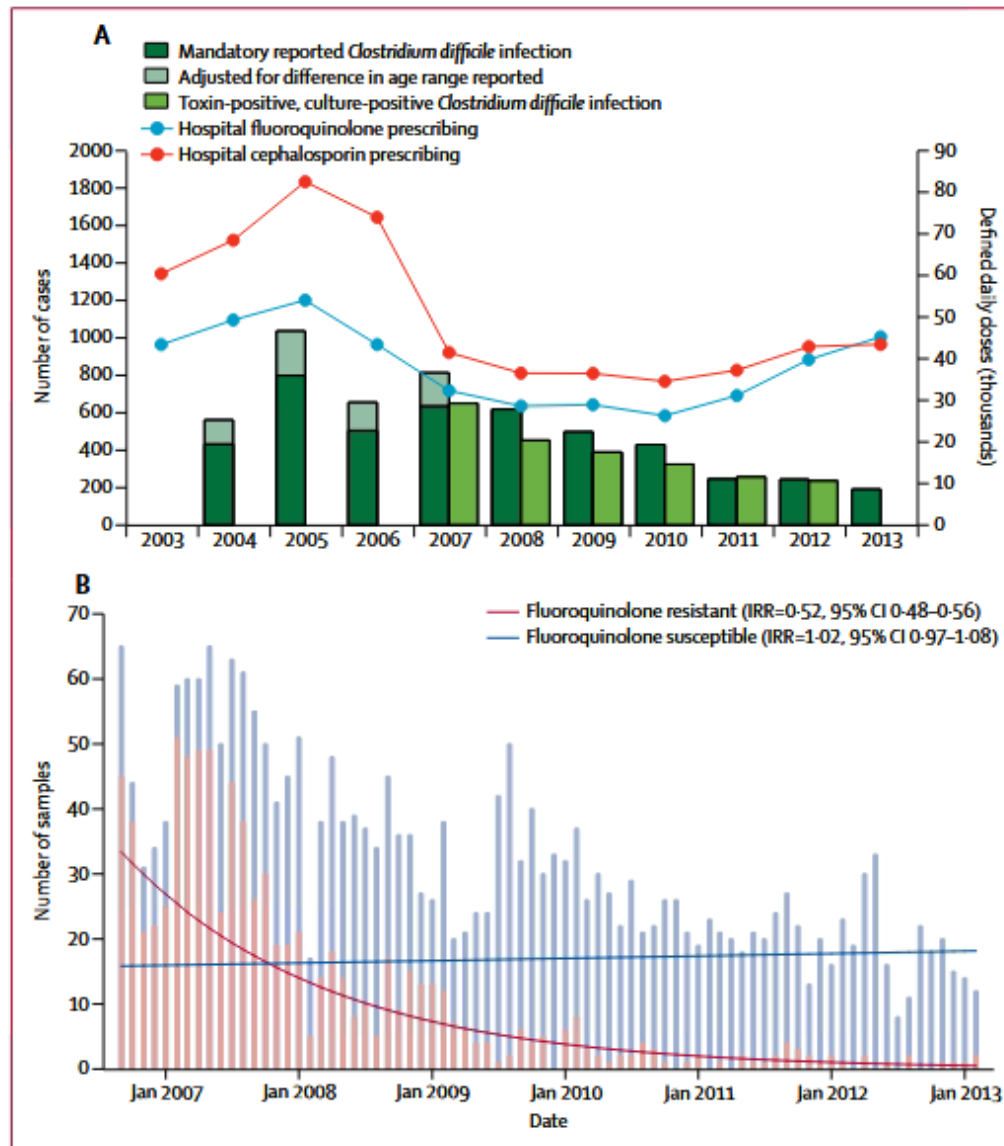 A
Mandatory reported Clostridium difficile infection
Adjusted for difference in age range reported
Toxin-positive, culture-positive Clostridium difficile infection
Hospital fluoroquinolone prescribing
Hospital cephalosporin prescribing
2000
1800
1600
1400
1200
1000
800
600
400
200
0
Number of cases
90
80
70
60
50
40
30
20
10
0
Defined daily doses (thousands)
2003 2004 2005 2006 2007 2008 2009 2010 2011 2012 2013
B
Fluoroquinolone resistant (IRR=0·52, 95% CI 0·48–0·56)
Fluoroquinolone susceptible (IRR=1·02, 95% CI 0·97–1·08)
70
60
50
40
30
20
10
0
Number of samples
Jan 2007 Jan 2008 Jan 2009 Jan 2010 Jan 2011 Jan 2012 Jan 2013
Date